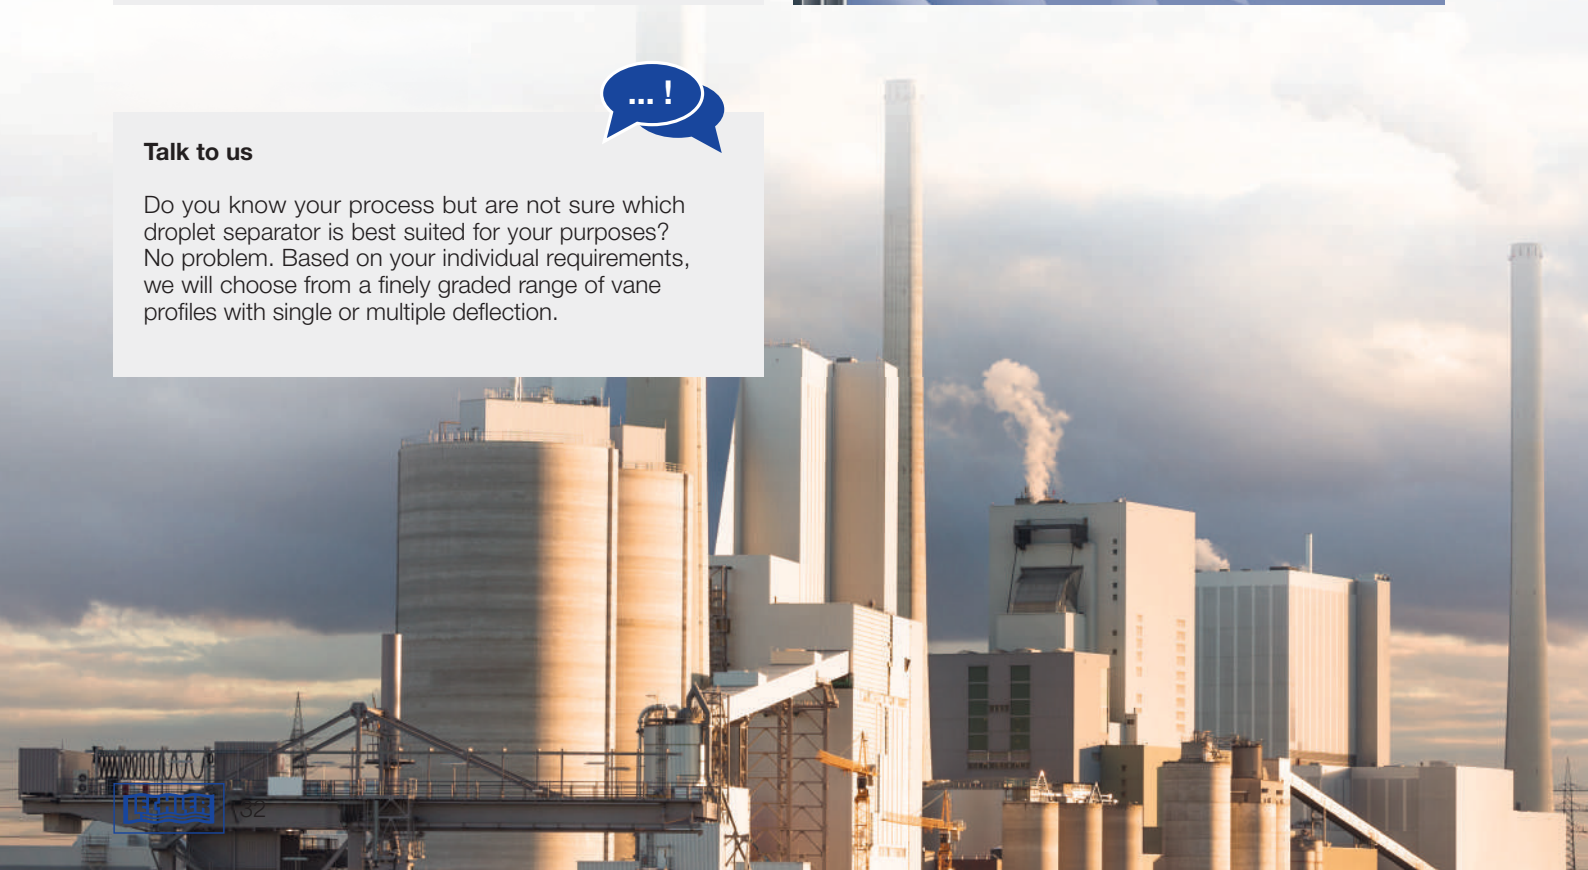 ... !
Talk to us
Do you know your process but are not sure which
droplet separator is best suited for your purposes?
No problem. Based on your individual requirements,
we will choose from a finely graded range of vane
profiles with single or multiple deflection.
LECHLER
32